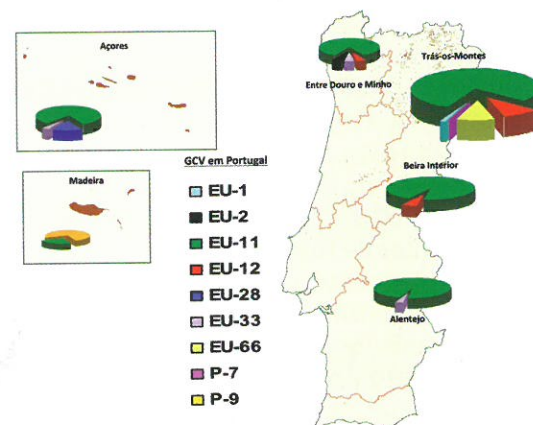 Açores
Trás-os-Montes
Entre Douro e Minho
GCV em Portugal
Madeira
Beira Interior
EU-1
EU-2
EU-11
EU-12
EU-28
EU-33
EU-66
P-7
P-9
Alentejo